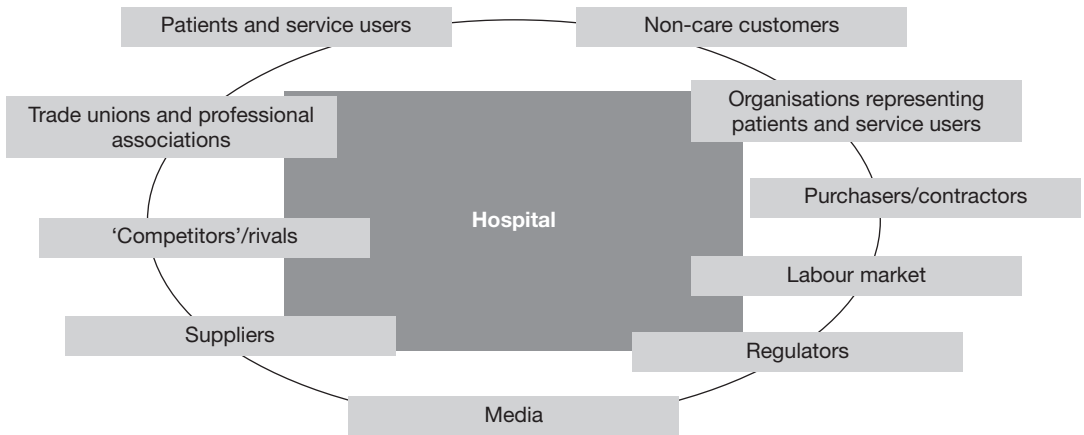 Patients and service users
Non-care customers
Trade unions and professional
associations
Organisations representing
patients and service users
Purchasers/contractors
Hospital
‘Competitors’/rivals
Labour market
Suppliers
Regulators
Media